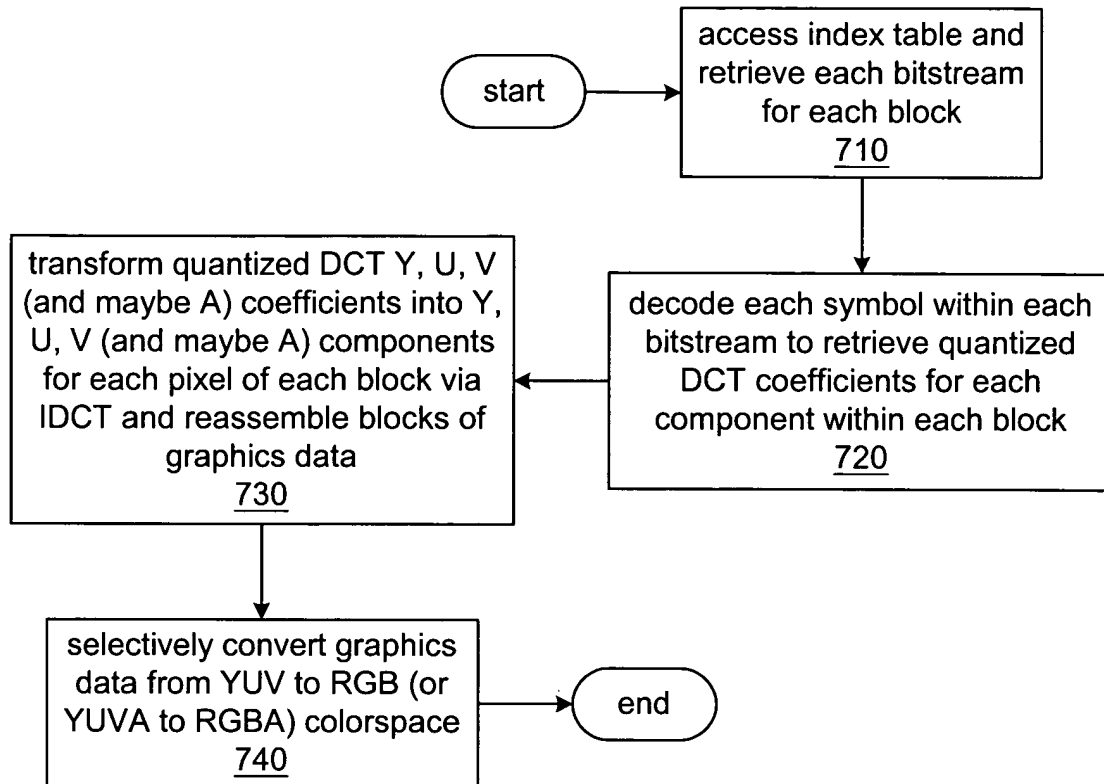 start
access index table and
retrieve each bitstream
for each block
710
decode each symbol within each
bitstream to retrieve quantized
DCT coefficients for each
component within each block
720
transform quantized DCT Y, U, V
(and maybe A) coefficients into Y,
U, V (and maybe A) components
for each pixel of each block via
IDCT and reassemble blocks of
graphics data
730
selectively convert graphics
data from YUV to RGB (or
YUVA to RGBA) colorspace
740
end